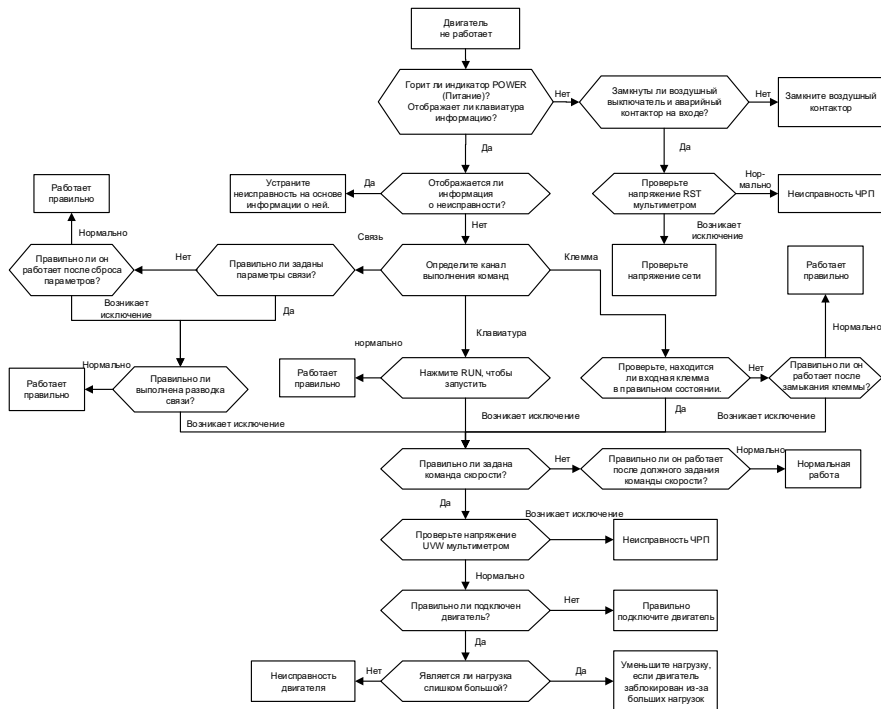 Двигатель
не работает
Горит ли индикатор POWER
(Питание)?
Отображает ли клавиатура
информацию?
Нет
Замкнуты ли воздушный
выключатель и аварийный
контактор на входе?
Нет
Замкните воздушный
контактор
Да
Да
Работает
правильно
Устраните
неисправность на основе
информации о ней.
Да
Отображается ли
информация
о неисправности?
Проверьте
напряжение RST
мультиметром
Нор-
мально
Неисправность ЧРП
Нормально
Нет
Возникает
исключение
Связь
Клемма
Правильно ли он
работает после сброса
параметров?
Нет
Правильно ли заданы
параметры связи?
Определите канал
выполнения команд
Проверьте
напряжение сети
Работает
правильно
Возникает
исключение
Да
Клавиатура
Нормально
нормально
Нормально
Работает
правильно
Правильно ли
выполнена разводка
связи?
Работает
правильно
Нажмите RUN, чтобы
запустить
Проверьте, находится
ли входная клемма
в правильном состоянии.
Нет
Правильно ли он
работает после
замыкания клеммы?
Возникает исключение
Возникает исключение
Да
Возникает исключение
Правильно ли задана
команда скорости?
Нет
Правильно ли он работает
после должного задания
команды скорости?
Нормально
Нормальная
работа
Да
Возникает исключение
Проверьте напряжение
UVW мультиметром
Неисправность ЧРП
Нормально
Правильно ли подключен
двигатель?
Нет
Правильно
подключите двигатель
Да
Неисправность
двигателя
Нет
Является ли нагрузка
слишком большой?
Да
Уменьшите нагрузку,
если двигатель
заблокирован из-за
больших нагрузок